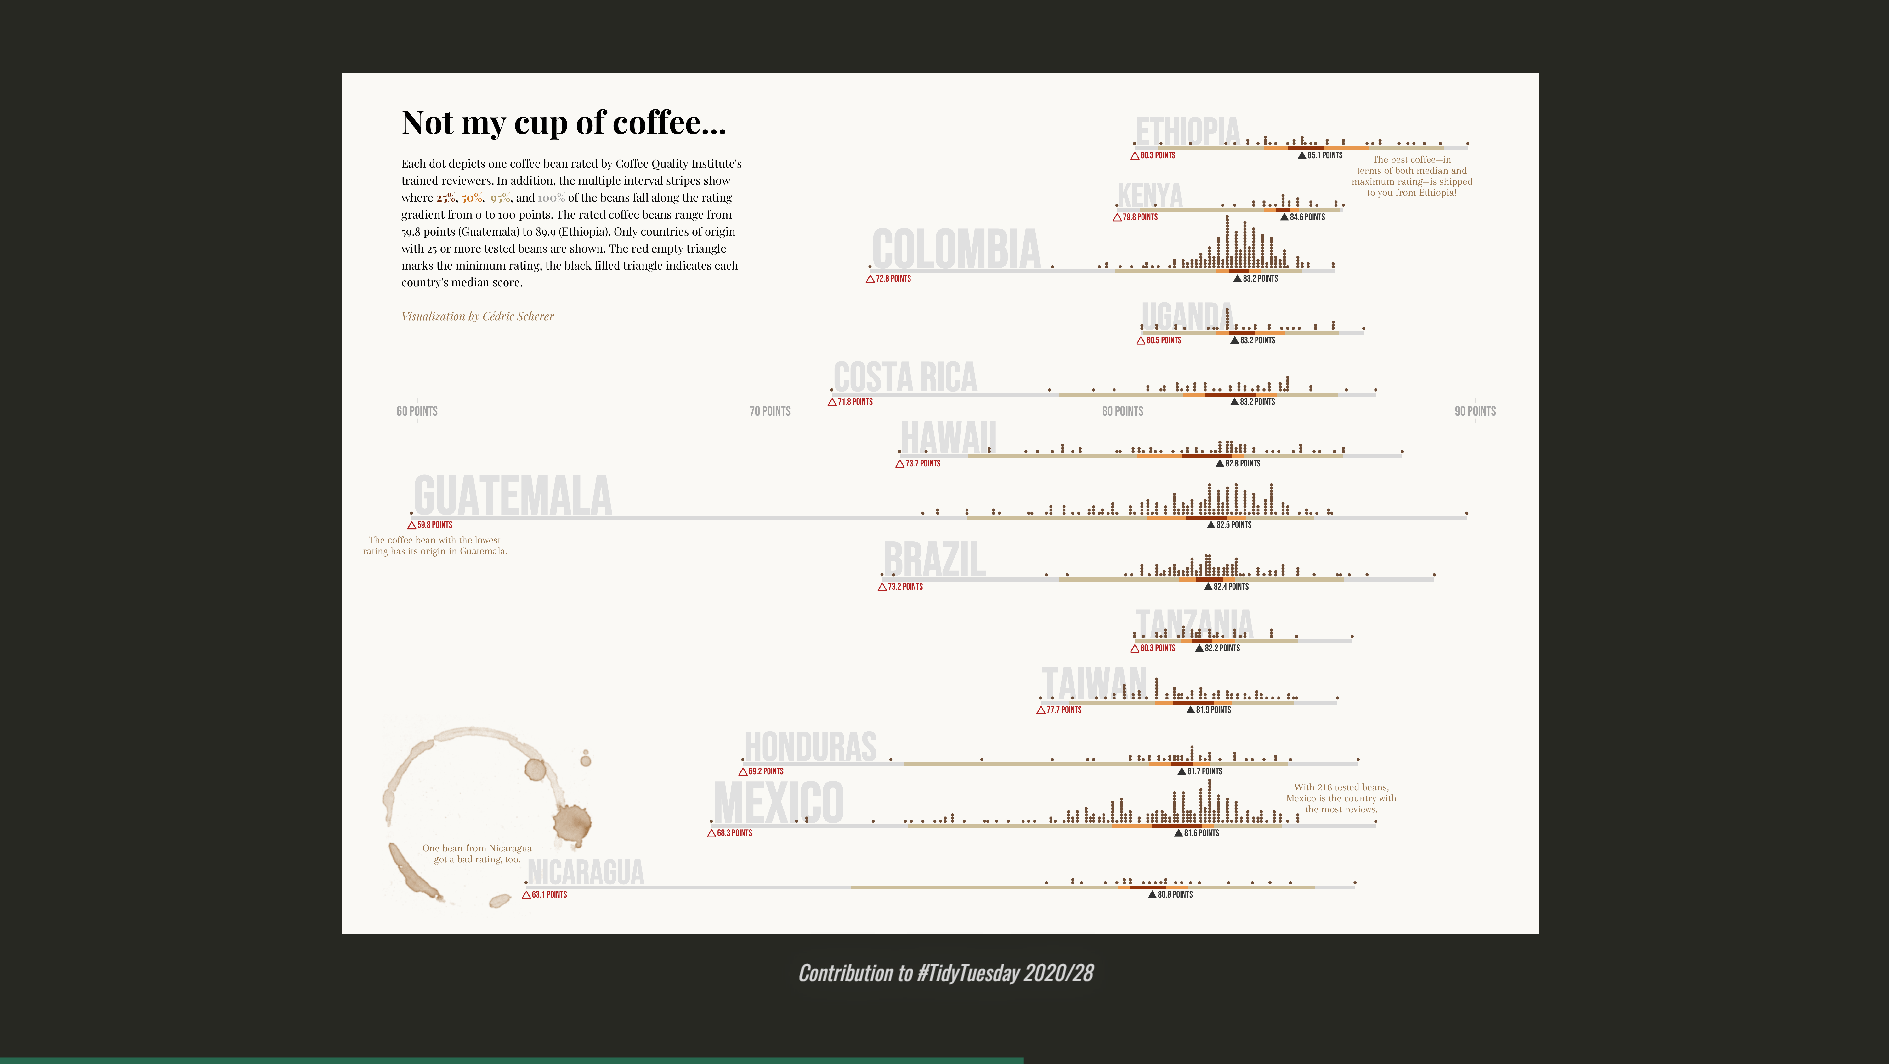 Not my cup of coffee...
Each dot depicts one coffee bean rated by Coffee Quality Institute's
trained reviewers. In addition, the multiple interval stripes show
where 25%, 50%, 95%, and 100% of the beans fall along the rating
gradient from 0 to 100 points. The rated coffee beans range from
59.8 points (Guatemala) to 89.9 (Ethiopia). Only countries of origin
with 25 or more tested beans are shown. The red empty triangle
marks the minimum rating, the black filled triangle indicates each
country's median score.
Visualization by Cédric Scherer
ETHIOPIA
80.3 POINTS
85.1 POINTS
The best coffee—in
terms of both median and
maximum rating—is shipped
to you from Ethiopia!
KENYA
79.8 POINTS
84.6 POINTS
COLOMBIA
72.8 POINTS
83.2 POINTS
UGANDA
80.5 POINTS
83.2 POINTS
COSTA RICA
71.8 POINTS
83.2 POINTS
60 POINTS
70 POINTS
80 POINTS
90 POINTS
HAWAII
73.7 POINTS
82.8 POINTS
GUATEMALA
59.8 POINTS
82.5 POINTS
The coffee bean with the lowest
rating has its origin in Guatemala.
BRAZIL
73.2 POINTS
82.4 POINTS
TANZANIA
80.3 POINTS
82.2 POINTS
TAIWAN
77.7 POINTS
81.9 POINTS
HONDURAS
69.2 POINTS
81.7 POINTS
MEXICO
68.3 POINTS
81.6 POINTS
With 216 tested beans,
Mexico is the country with
the most reviews.
One bean from Nicaragua
got a bad rating, too.
NICARAGUA
63.1 POINTS
80.8 POINTS
Contribution to #TidyTuesday 2020/28